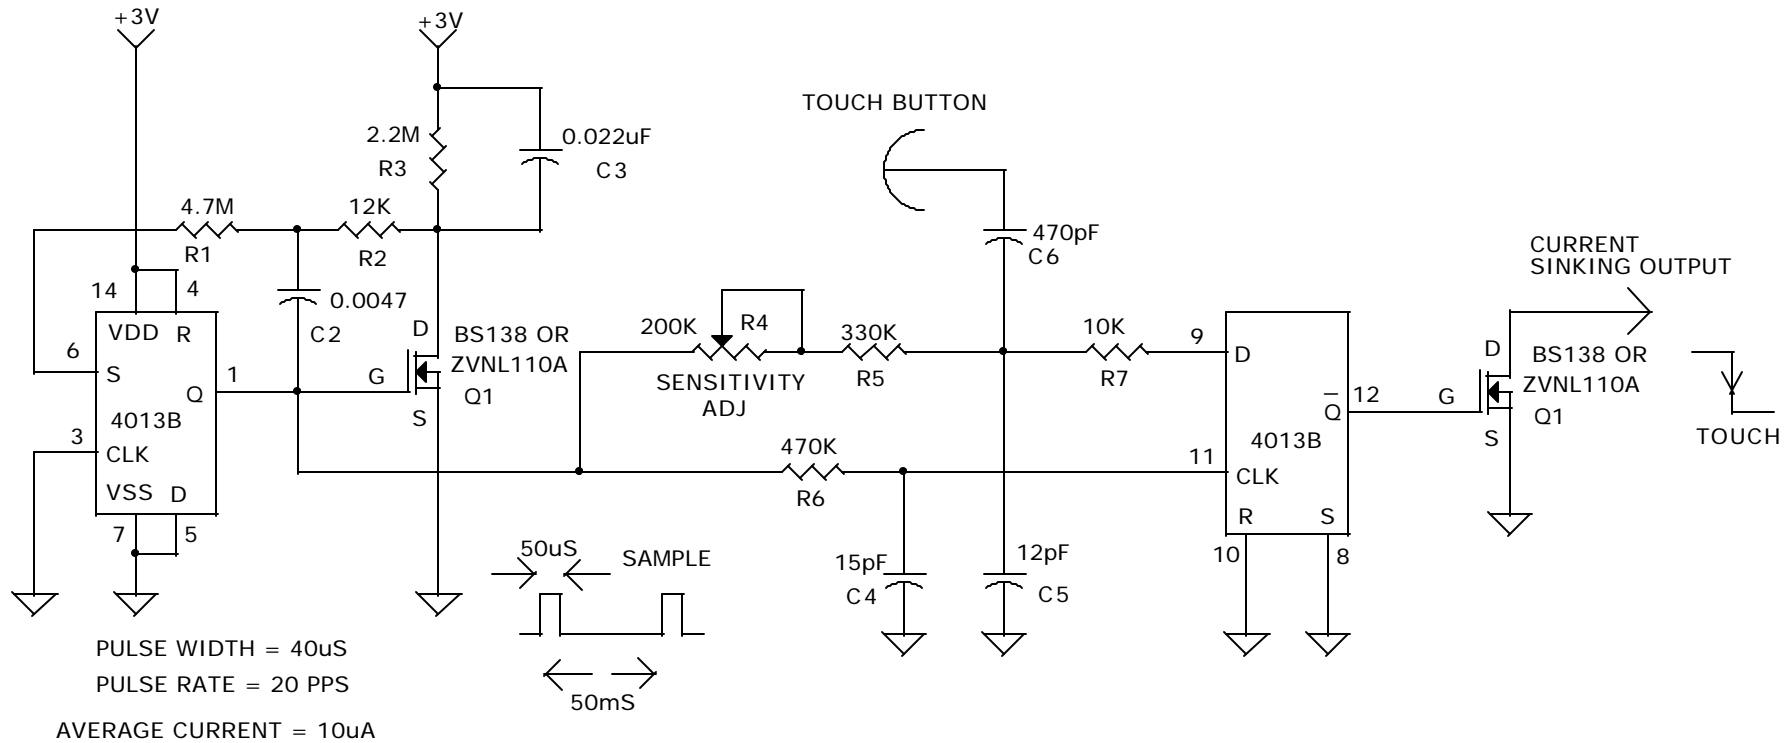 +3V
+3V
TOUCH BUTTON
2.2M
R3
0.022uF
C3
4.7M
R1
12K
R2
470pF
C6
CURRENT
SINKING OUTPUT
14
4
0.0047
C2
VDD
R
6
S
1
Q
4013B
3
CLK
VSS
D
7
5
D
G
S
BS138 OR
ZVNL110A
Q1
200K
R4
SENSITIVITY
ADJ
330K
R5
10K
R7
9
D
12
Q
4013B
11
CLK
R
S
10
8
D
G
S
BS138 OR
ZVNL110A
Q1
TOUCH
470K
R6
50uS
SAMPLE
15pF
C4
12pF
C5
50mS
PULSE WIDTH = 40uS
PULSE RATE = 20 PPS
AVERAGE CURRENT = 10uA